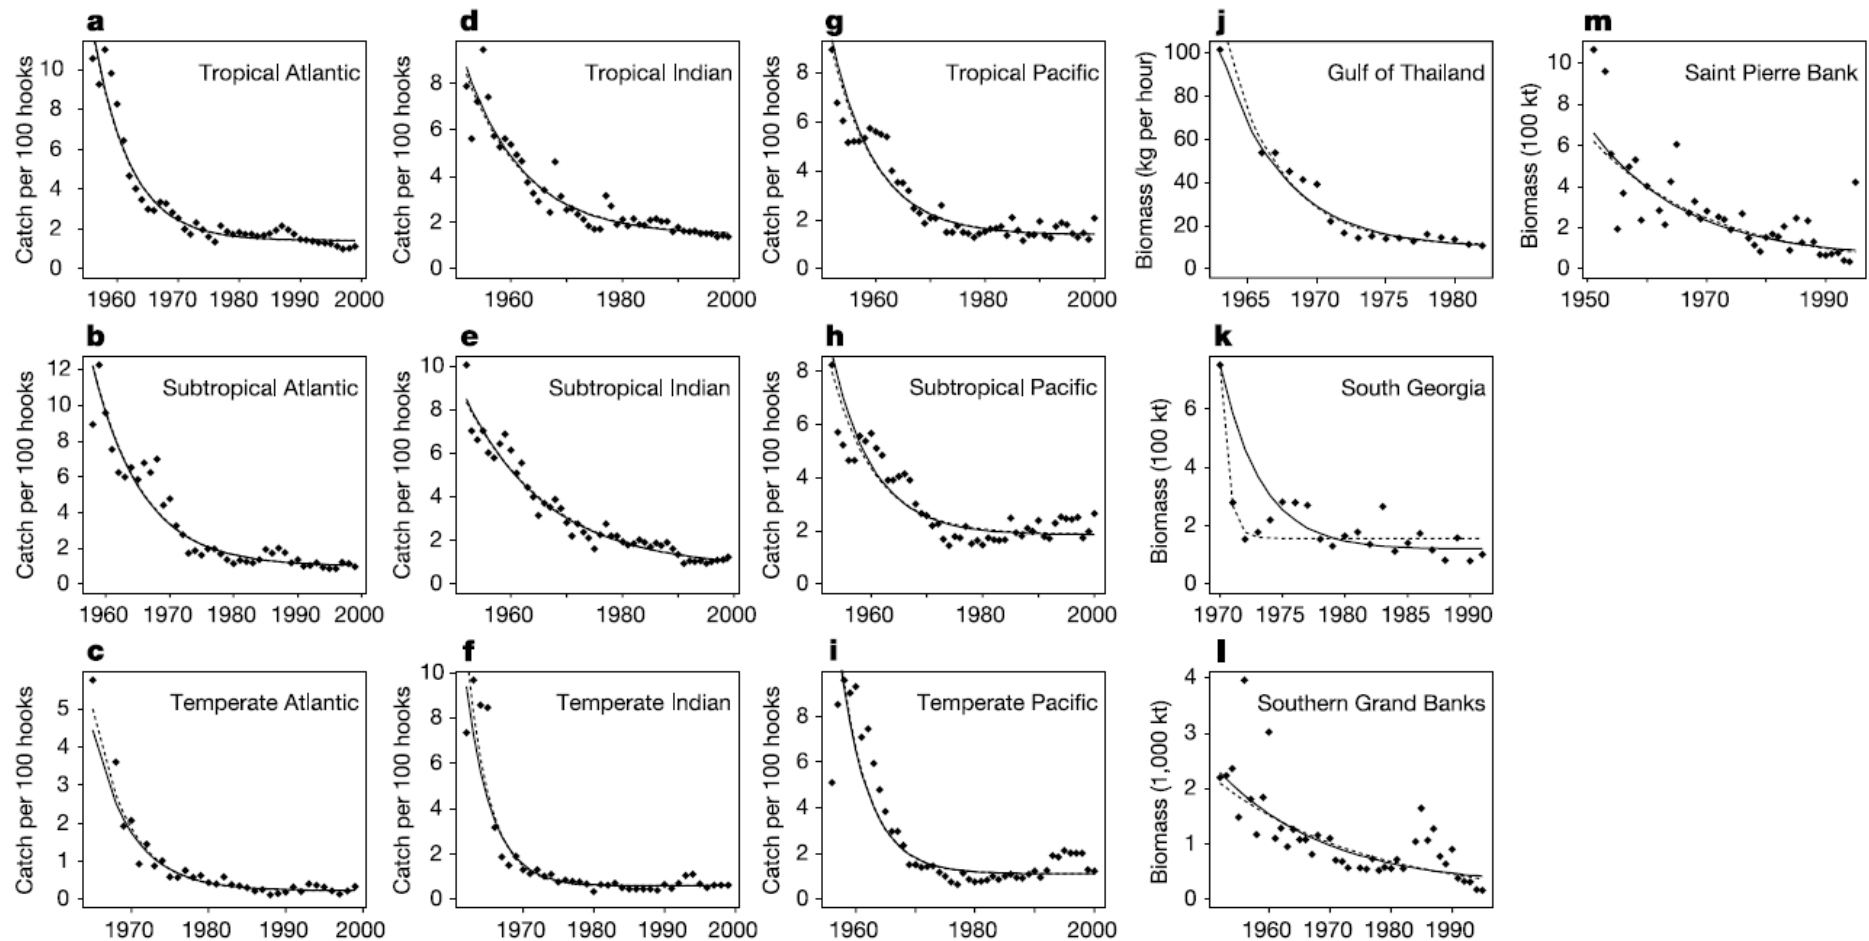 a
Catch per 100 hooks
10
8
6
4
2
0
Tropical Atlantic
1960 1970 1980 1990 2000
d
Catch per 100 hooks
8
6
4
2
0
Tropical Indian
1960 1980 2000
g
Catch per 100 hooks
8
6
4
2
0
Tropical Pacific
1960 1980 2000
j
Biomass (kg per hour)
100
80
60
40
20
0
Gulf of Thailand
1965 1970 1975 1980
m
Biomass (100 kt)
10
8
6
4
2
0
Saint Pierre Bank
1950 1970 1990
b
Catch per 100 hooks
12
10
8
6
4
2
0
Subtropical Atlantic
1960 1970 1980 1990 2000
e
Catch per 100 hooks
10
8
6
4
2
0
Subtropical Indian
1960 1980 2000
h
Catch per 100 hooks
8
6
4
2
0
Subtropical Pacific
1960 1980 2000
k
Biomass (100 kt)
6
4
2
0
South Georgia
1970 1975 1980 1985 1990
c
Catch per 100 hooks
5
4
3
2
1
0
Temperate Atlantic
1970 1980 1990 2000
f
Catch per 100 hooks
10
8
6
4
2
0
Temperate Indian
1970 1980 1990 2000
i
Catch per 100 hooks
8
6
4
2
0
Temperate Pacific
1960 1980 2000
l
Biomass (1,000 kt)
4
3
2
1
0
Southern Grand Banks
1960 1970 1980 1990